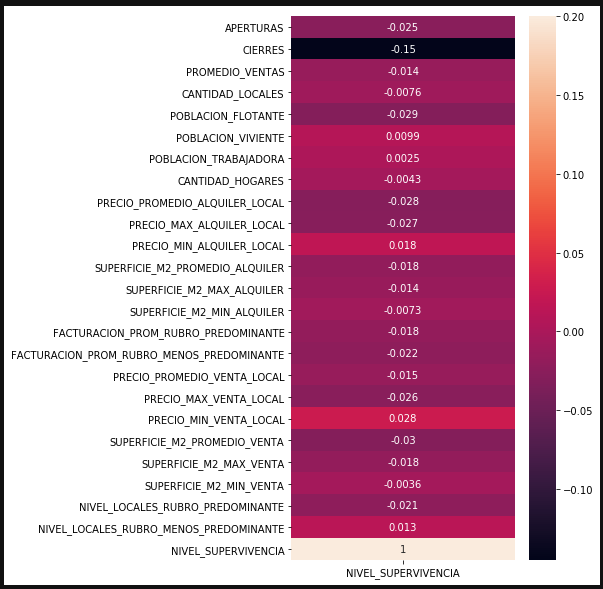 APERTURAS -0.025
CIERRES -0.15
PROMEDIO_VENTAS -0.014
CANTIDAD_LOCALES -0.0076
POBLACION_FLOTANTE -0.029
POBLACION_VIVIENTE 0.0099
POBLACION_TRABAJADORA 0.0025
CANTIDAD_HOGARES -0.0043
PRECIO_PROMEDIO_ALQUILER_LOCAL -0.028
PRECIO_MAX_ALQUILER_LOCAL -0.027
PRECIO_MIN_ALQUILER_LOCAL 0.018
SUPERFICIE_M2_PROMEDIO_ALQUILER -0.018
SUPERFICIE_M2_MAX_ALQUILER -0.014
SUPERFICIE_M2_MIN_ALQUILER -0.0073
FACTURACION_PROM_RUBRO_PREDOMINANTE -0.018
FACTURACION_PROM_RUBRO_MENOS_PREDOMINANTE -0.022
PRECIO_PROMEDIO_VENTA_LOCAL -0.015
PRECIO_MAX_VENTA_LOCAL -0.026
PRECIO_MIN_VENTA_LOCAL 0.028
SUPERFICIE_M2_PROMEDIO_VENTA -0.03
SUPERFICIE_M2_MAX_VENTA -0.018
SUPERFICIE_M2_MIN_VENTA -0.0036
NIVEL_LOCALES_RUBRO_PREDOMINANTE -0.021
NIVEL_LOCALES_RUBRO_MENOS_PREDOMINANTE 0.013
NIVEL_SUPERVIVENCIA 1
NIVEL_SUPERVIVENCIA
0.20
0.15
0.10
0.05
0.00
−0.05
−0.10